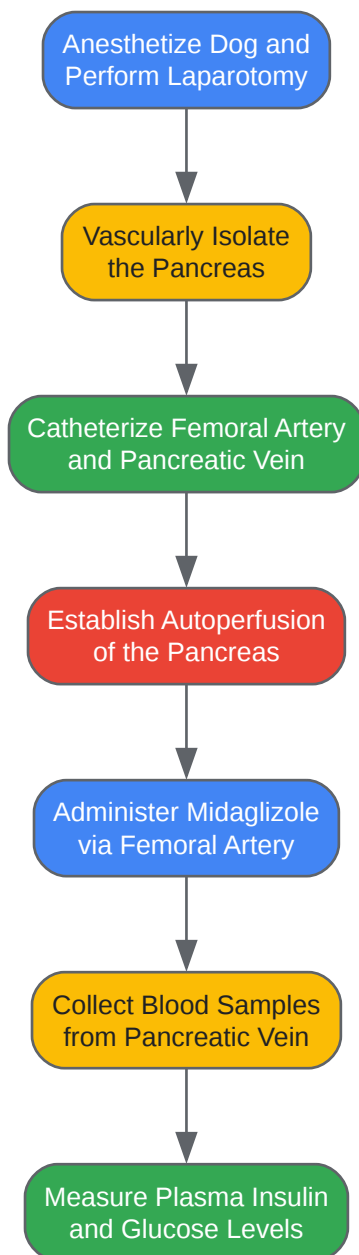 Anesthetize Dog and
Perform Laparotomy
Vascularly Isolate
the Pancreas
Catheterize Femoral Artery
and Pancreatic Vein
Establish Autoperfusion
of the Pancreas
Administer Midaglizole
via Femoral Artery
Collect Blood Samples
from Pancreatic Vein
Measure Plasma Insulin
and Glucose Levels